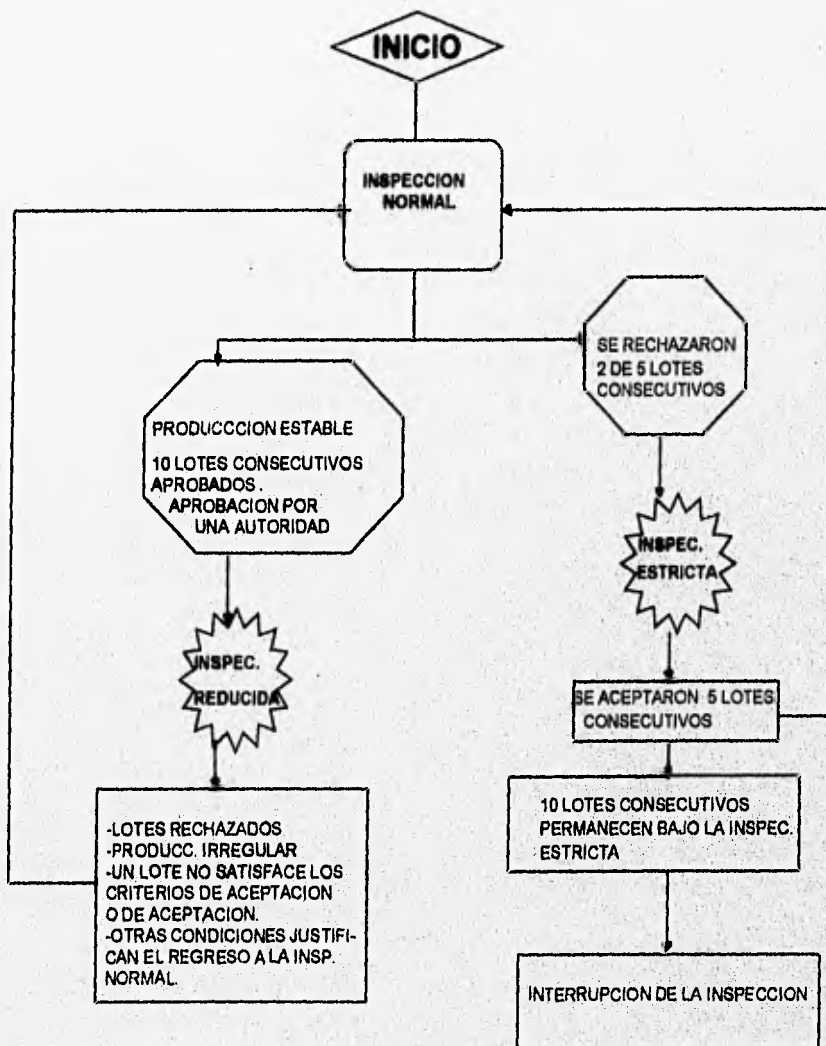 INICIO
INSPECCION
NORMAL
SE RECHAZARON
2 DE 5 LOTES
CONSECUTIVOS
PRODUCCCION ESTABLE
10 LOTES CONSECUTIVOS
APROBADOS .
APROBACION POR
UNA AUTORIDAD
INSPEC.
ESTRICTA
INSPEC.
REDUCIDA
SE ACEPTARON 5 LOTES
CONSECUTIVOS
10 LOTES CONSECUTIVOS
PERMANECEN BAJO LA INSPEC.
ESTRICTA
-LOTES RECHAZADOS
-PRODUCC. IRREGULAR
-UN LOTE NO SATISFACE LOS
CRITERIOS DE ACEPTACION
O DE ACEPTACION.
-OTRAS CONDICIONES JUSTIFI-
CAN EL REGRESO A LA INSP.
NORMAL.
INTERRUPCION DE LA INSPECCION